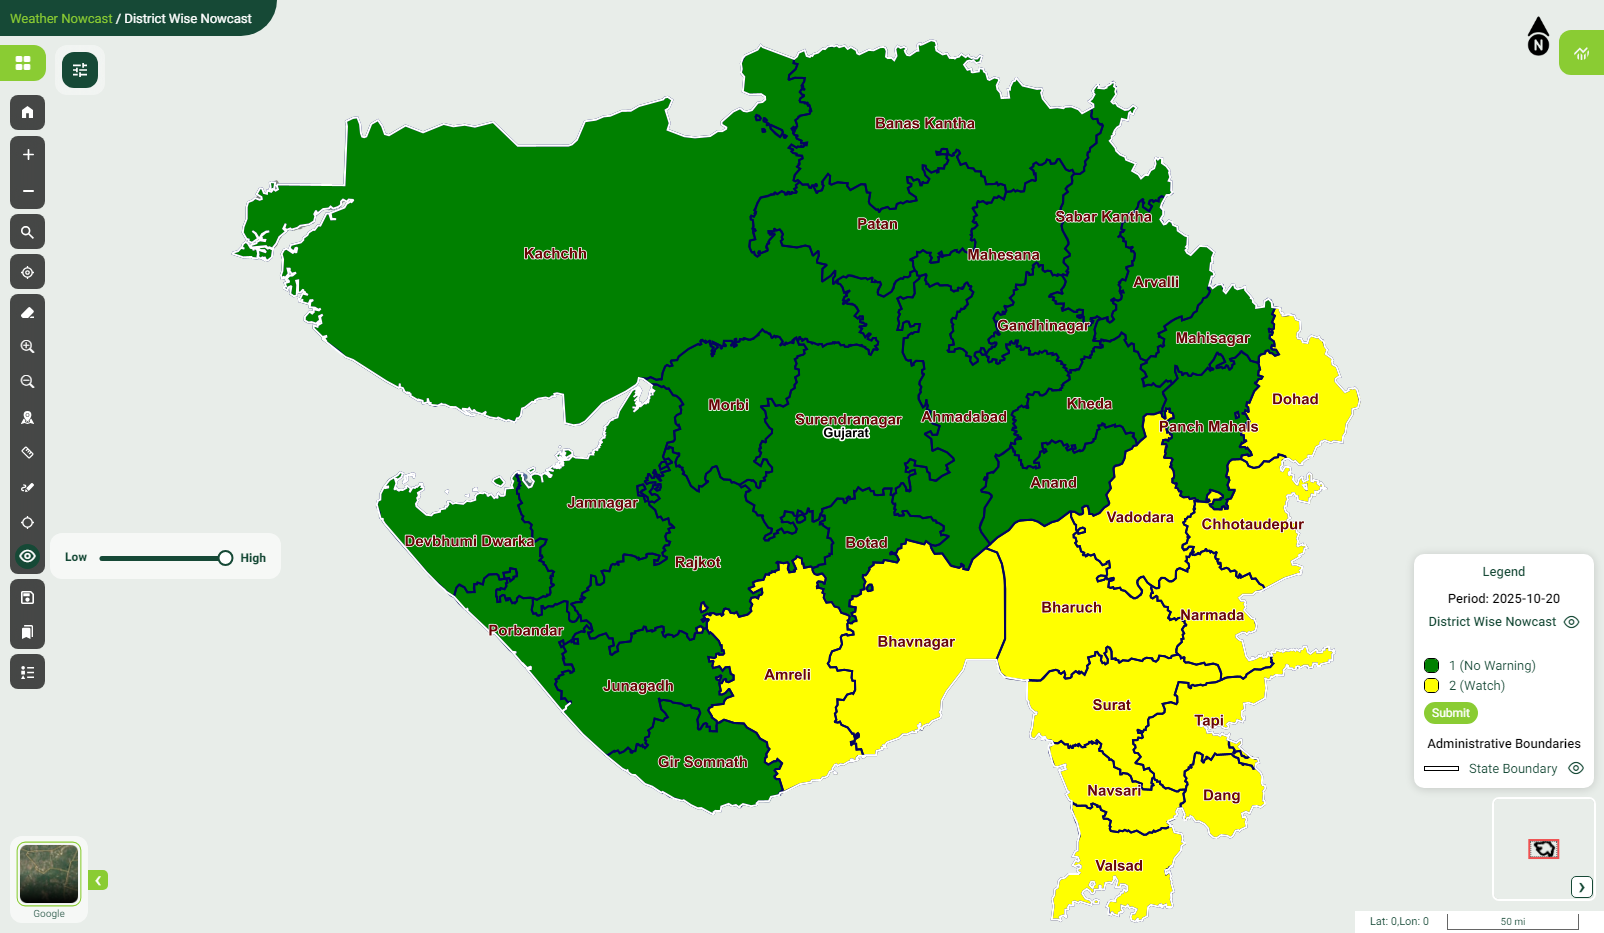 Weather Nowcast / District Wise Nowcast
N
Banas Kantha
Patan
Sabar Kantha
Kachchh
Mahesana
Arvalli
Gandhinagar
Mahisagar
Dohad
Morbi
Surendranagar
Gujarat
Ahmadabad
Kheda
Panch Mahals
Anand
Jamnagar
Vadodara
Chhotaudepur
Devbhumi Dwarka
Botad
Rajkot
Low
High
Bharuch
Narmada
Porbandar
Bhavnagar
Amreli
Junagadh
Surat
Tapi
Gir Somnath
Navsari
Dang
Valsad
Legend
Period: 2025-10-20
District Wise Nowcast
1 (No Warning)
2 (Watch)
Submit
Administrative Boundaries
State Boundary
Google
Lat: 0,Lon: 0
50 mi